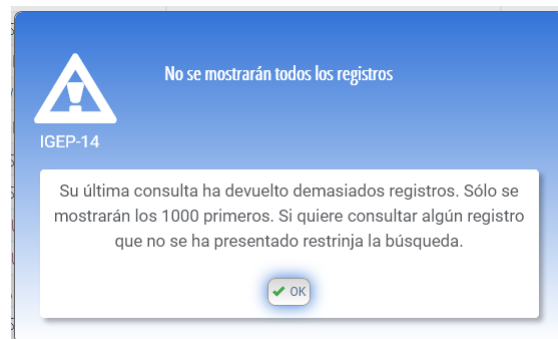 No se mostrarán todos los registros
IGEP-14
Su última consulta ha devuelto demasiados registros. Sólo se
mostrarán los 1000 primeros. Si quiere consultar algún registro
que no se ha presentado restrinja la búsqueda.
OK